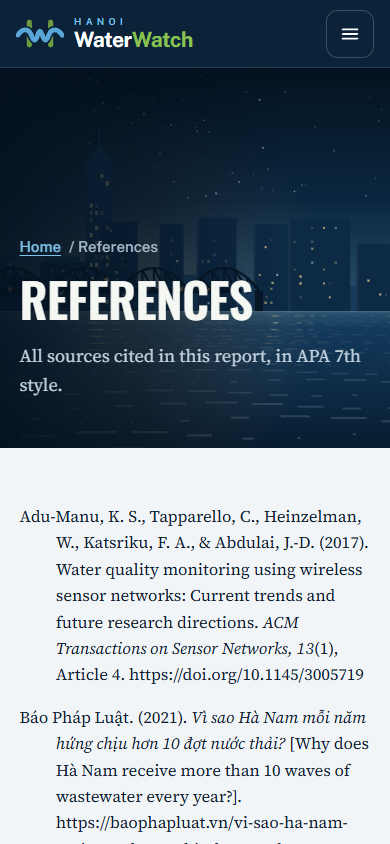 HANOI
WaterWatch
Home / References
REFERENCES
All sources cited in this report, in APA 7th
style.
Adu-Manu, K. S., Tapparello, C., Heinzelman,
W., Katsriku, F. A., & Abdulai, J.-D. (2017).
Water quality monitoring using wireless
sensor networks: Current trends and
future research directions. ACM
Transactions on Sensor Networks, 13(1),
Article 4. https://doi.org/10.1145/3005719
Báo Pháp Luật. (2021). Vì sao Hà Nam mỗi năm
hứng chịu hơn 10 đợt nước thải? [Why does
Hà Nam receive more than 10 waves of
wastewater every year?].
https://baophapluat.vn/vi-sao-ha-nam-